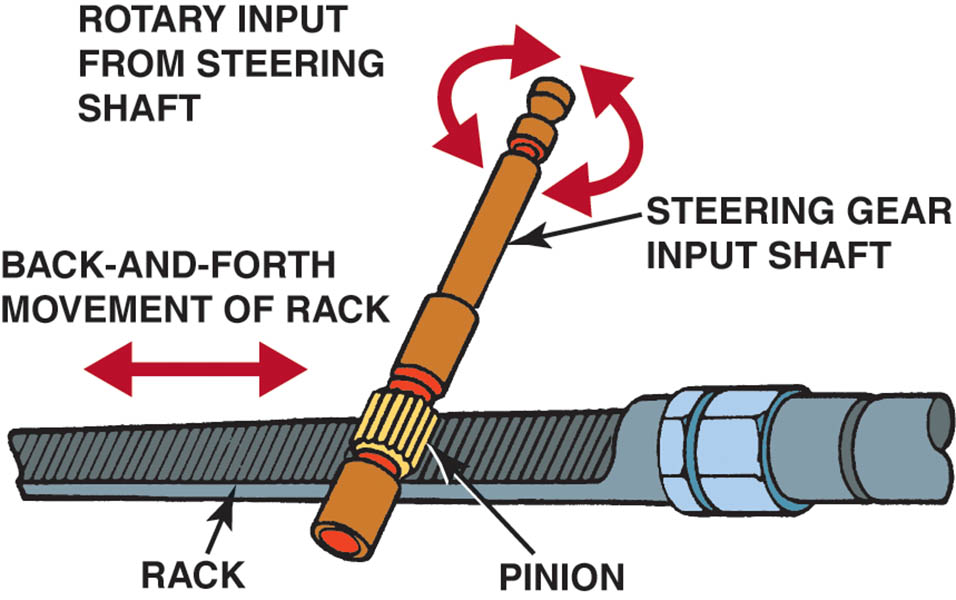 ROTARY INPUT
FROM STEERING
SHAFT
STEERING GEAR
INPUT SHAFT
BACK-AND-FORTH
MOVEMENT OF RACK
RACK
PINION